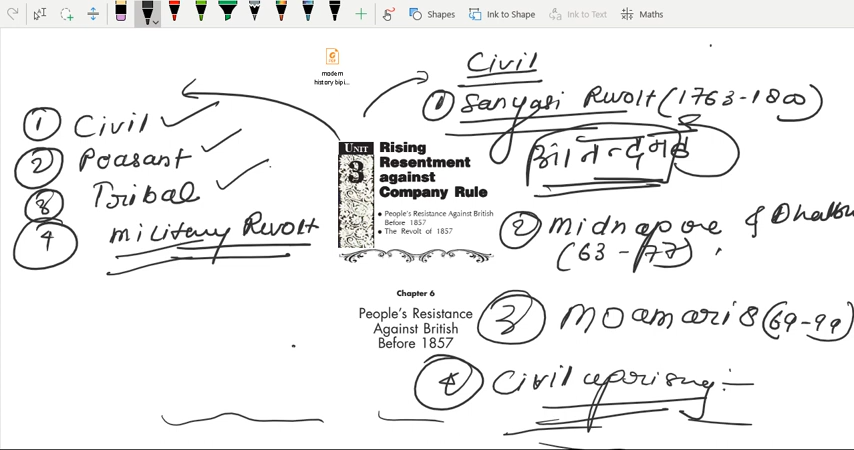 Shapes
Ink to Shape
Ink to Text
Maths
modern
history bipi...
① Civil
② Peasant
③ Tribal
④ military Revolt
UNIT
3
Rising
Resentment
against
Company Rule
• People's Resistance Against British
Before 1857
• The Revolt of 1857
Chapter 6
People's Resistance
Against British
Before 1857
Civil
① Sanyasi Revolt (1763-1800)
② Midnapore &
(63-77)
③ Moamaris (69-99)
④ Civil uprising :-